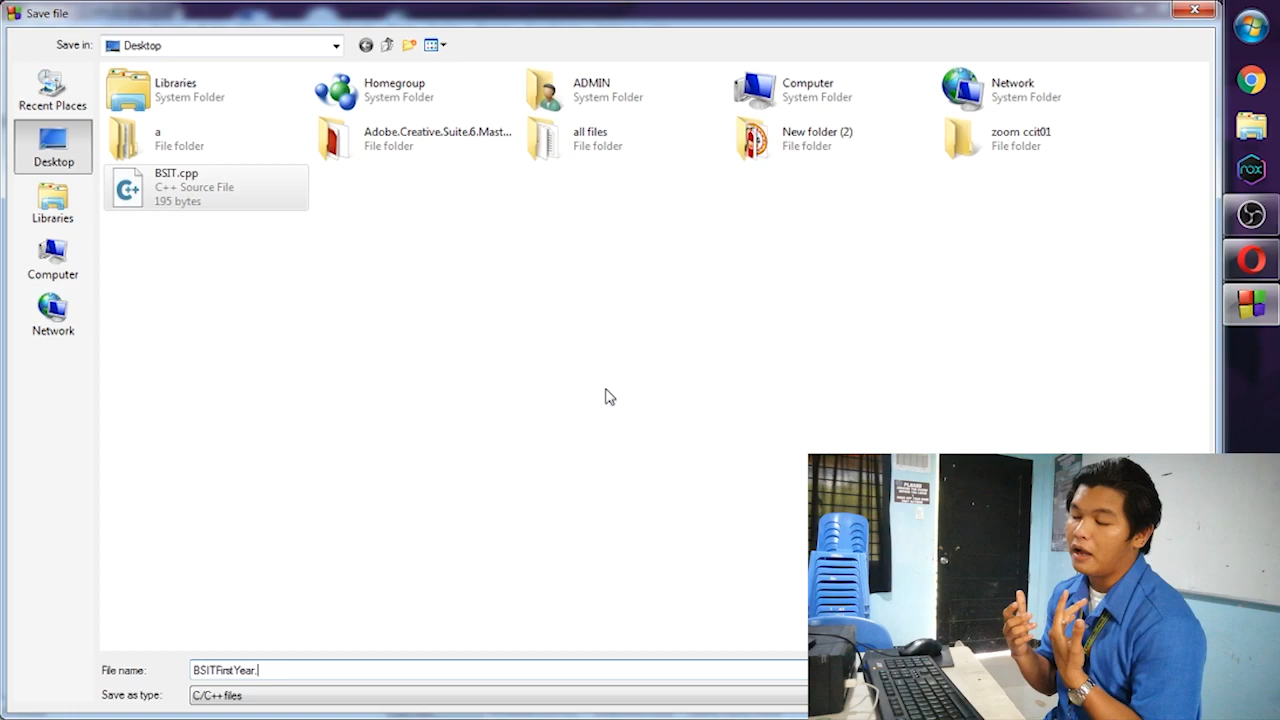 Save file
Save in:
Desktop
Recent Places
Desktop
Libraries
Computer
Network
Libraries
System Folder
Homegroup
System Folder
ADMIN
System Folder
Computer
System Folder
Network
System Folder
a
File folder
Adobe.Creative.Suite.6.Mast...
File folder
all files
File folder
New folder (2)
File folder
zoom ccit01
File folder
BSIT.cpp
C++ Source File
195 bytes
File name:
BSITFirstYear.
Save as type:
C/C++ files
nox
PLEASE